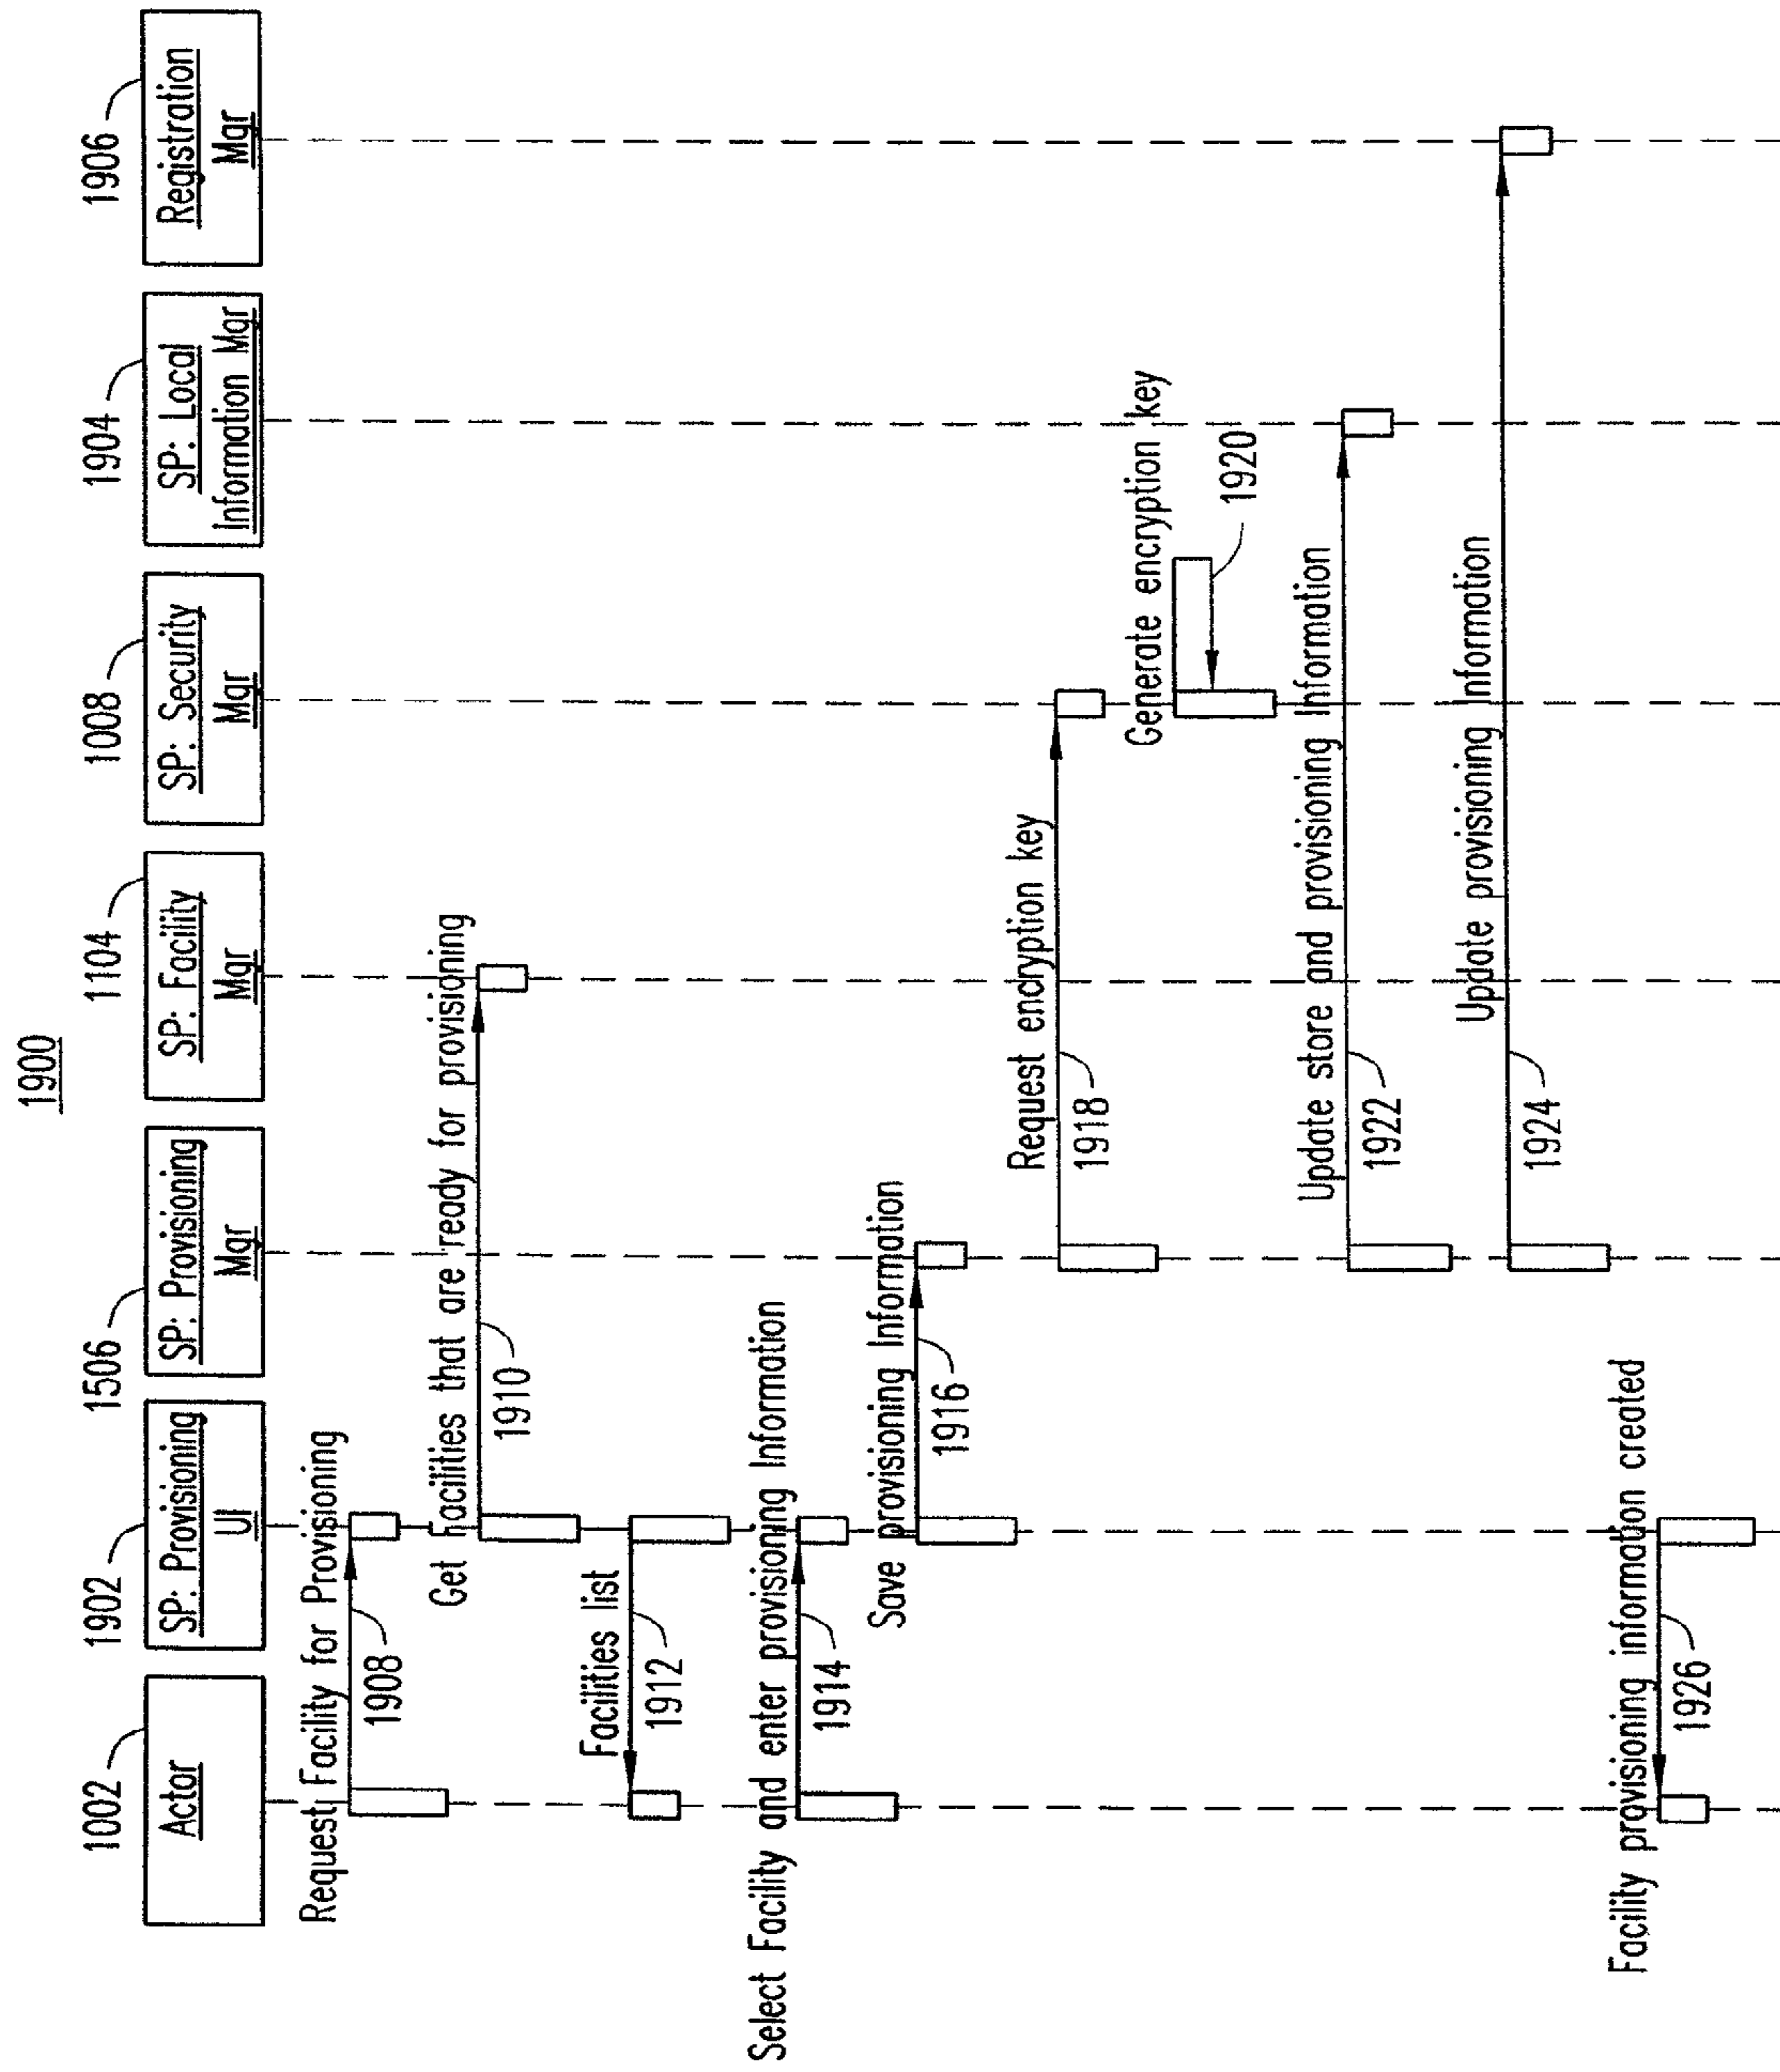 1900
1002
Actor
1902
SP: Provisioning
UI
1506
SP: Provisioning
Mgr
1104
SP: Facility
Mgr
1008
SP: Security
Mgr
1904
SP: Local
Information Mgr
1906
Registration
Mgr
Request Facility for Provisioning
1908
Get Facilities that are ready for provisioning
1910
Facilities list
1912
Select Facility and enter provisioning Information
1914
Save provisioning Information
1916
Request encryption key
1918
Generate encryption key
1920
Update store and provisioning Information
1922
Update provisioning Information
1924
Facility provisioning information created
1926